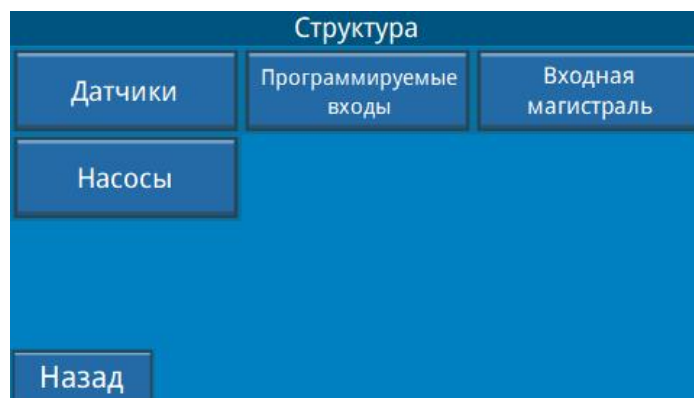 Структура
Датчики
Программируемые
входы
Входная
магистраль
Насосы
Назад